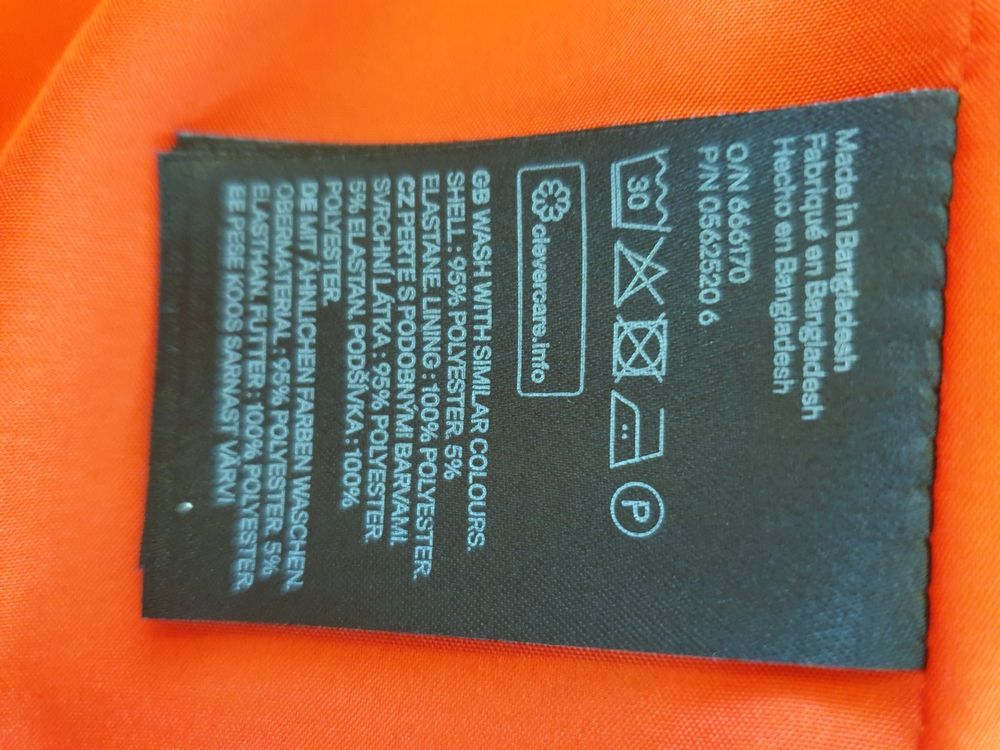 Made in Bangladesh
Fabriqué en Bangladesh
Hecho en Bangladesh
O/N 666170
P/N 0562520 6
30
P
clevercare.info
GB WASH WITH SIMILAR COLOURS.
SHELL : 95% POLYESTER. 5%
ELASTANE. LINING : 100% POLYESTER.
CZ PERTE S PODOBNÝMI BARVAMI.
SVRCHNÍ LÁTKA : 95% POLYESTER.
5% ELASTAN. PODŠÍVKA : 100%
POLYESTER.
DE MIT ÄHNLICHEN FARBEN WASCHEN.
OBERMATERIAL : 95% POLYESTER. 5%
ELASTHAN. FUTTER : 100% POLYESTER.
EE PESE KOOS SARNAST VÄRVI